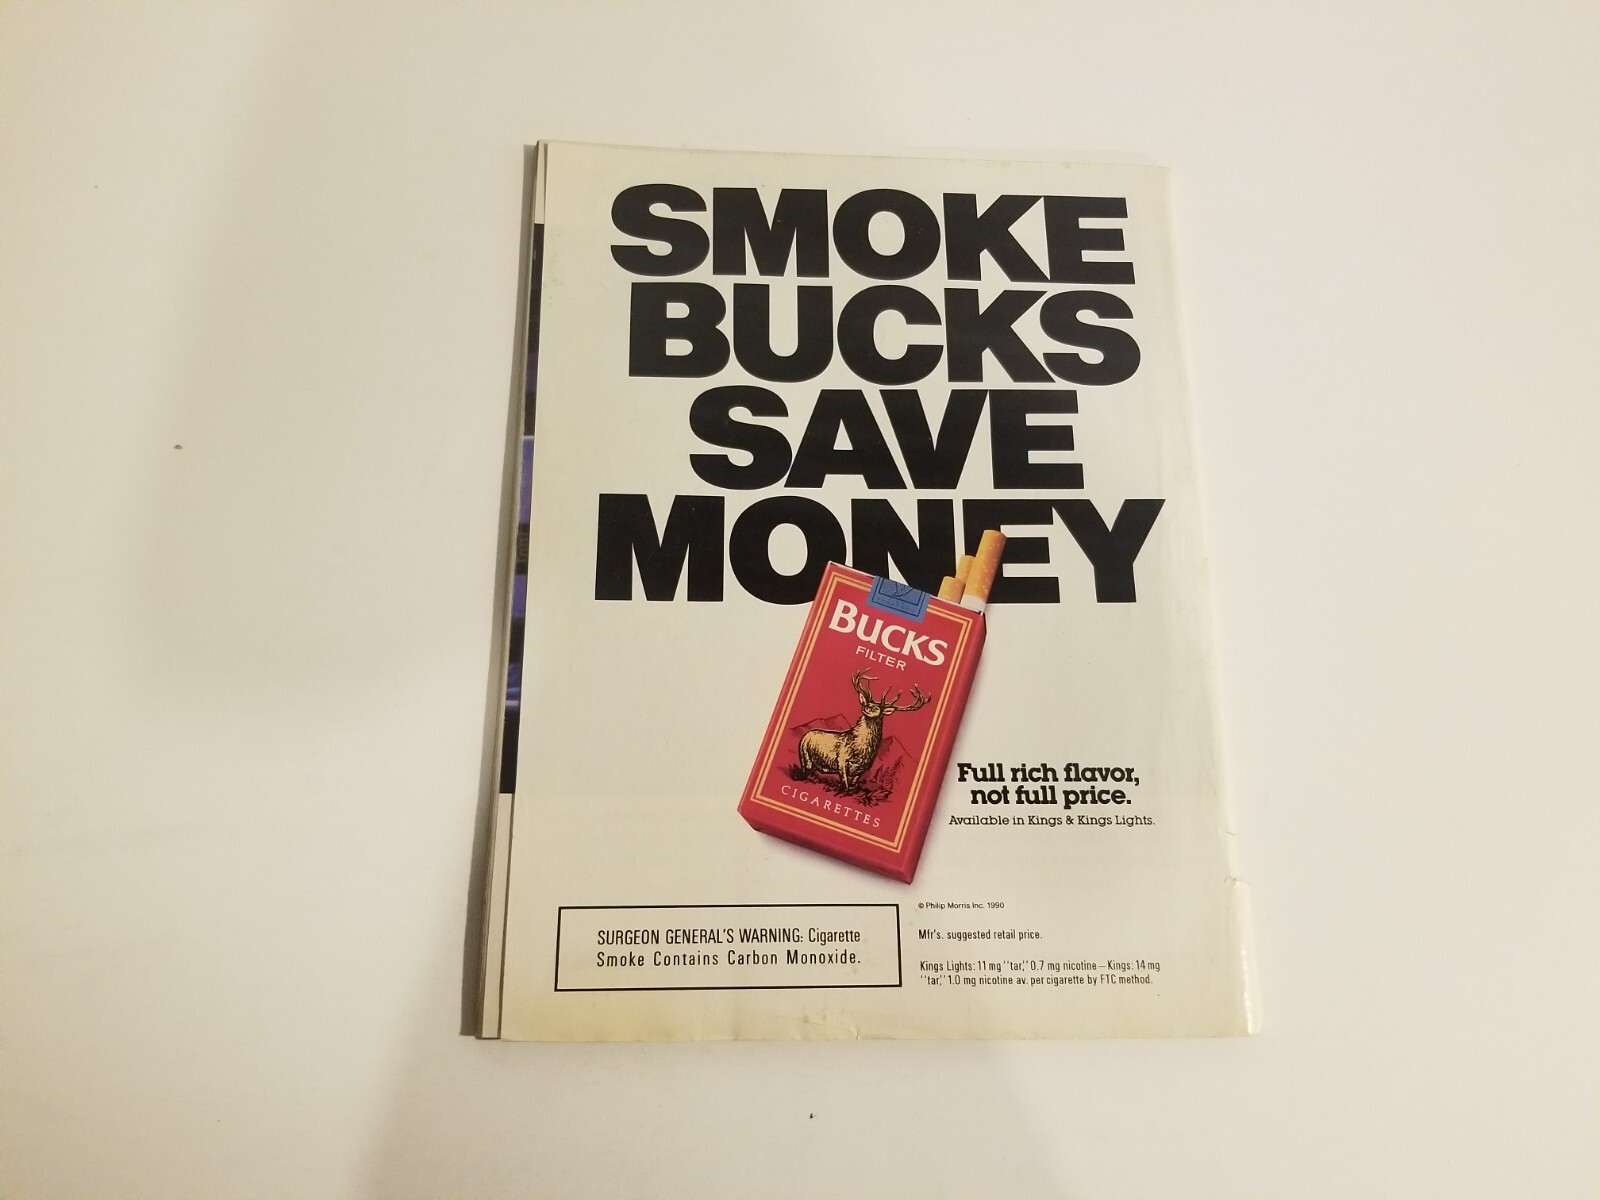 SMOKE
BUCKS
SAVE
MONEY
BUCKS
FILTER
CIGARETTES
Full rich flavor,
not full price.
Available in Kings & Kings Lights.
© Philip Morris Inc. 1990
SURGEON GENERAL'S WARNING: Cigarette
Smoke Contains Carbon Monoxide.
Mfr's. suggested retail price.
Kings Lights: 11 mg "tar," 0.7 mg nicotine—Kings: 14 mg
"tar," 1.0 mg nicotine av. per cigarette by FTC method.